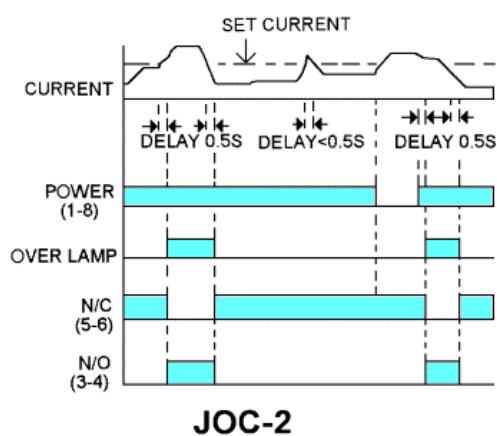 SET CURRENT
CURRENT
DELAY 0.5S
DELAY<0.5S
DELAY 0.5S
POWER
(1-8)
OVER LAMP
N/C
(5-6)
N/O
(3-4)
JOC-2